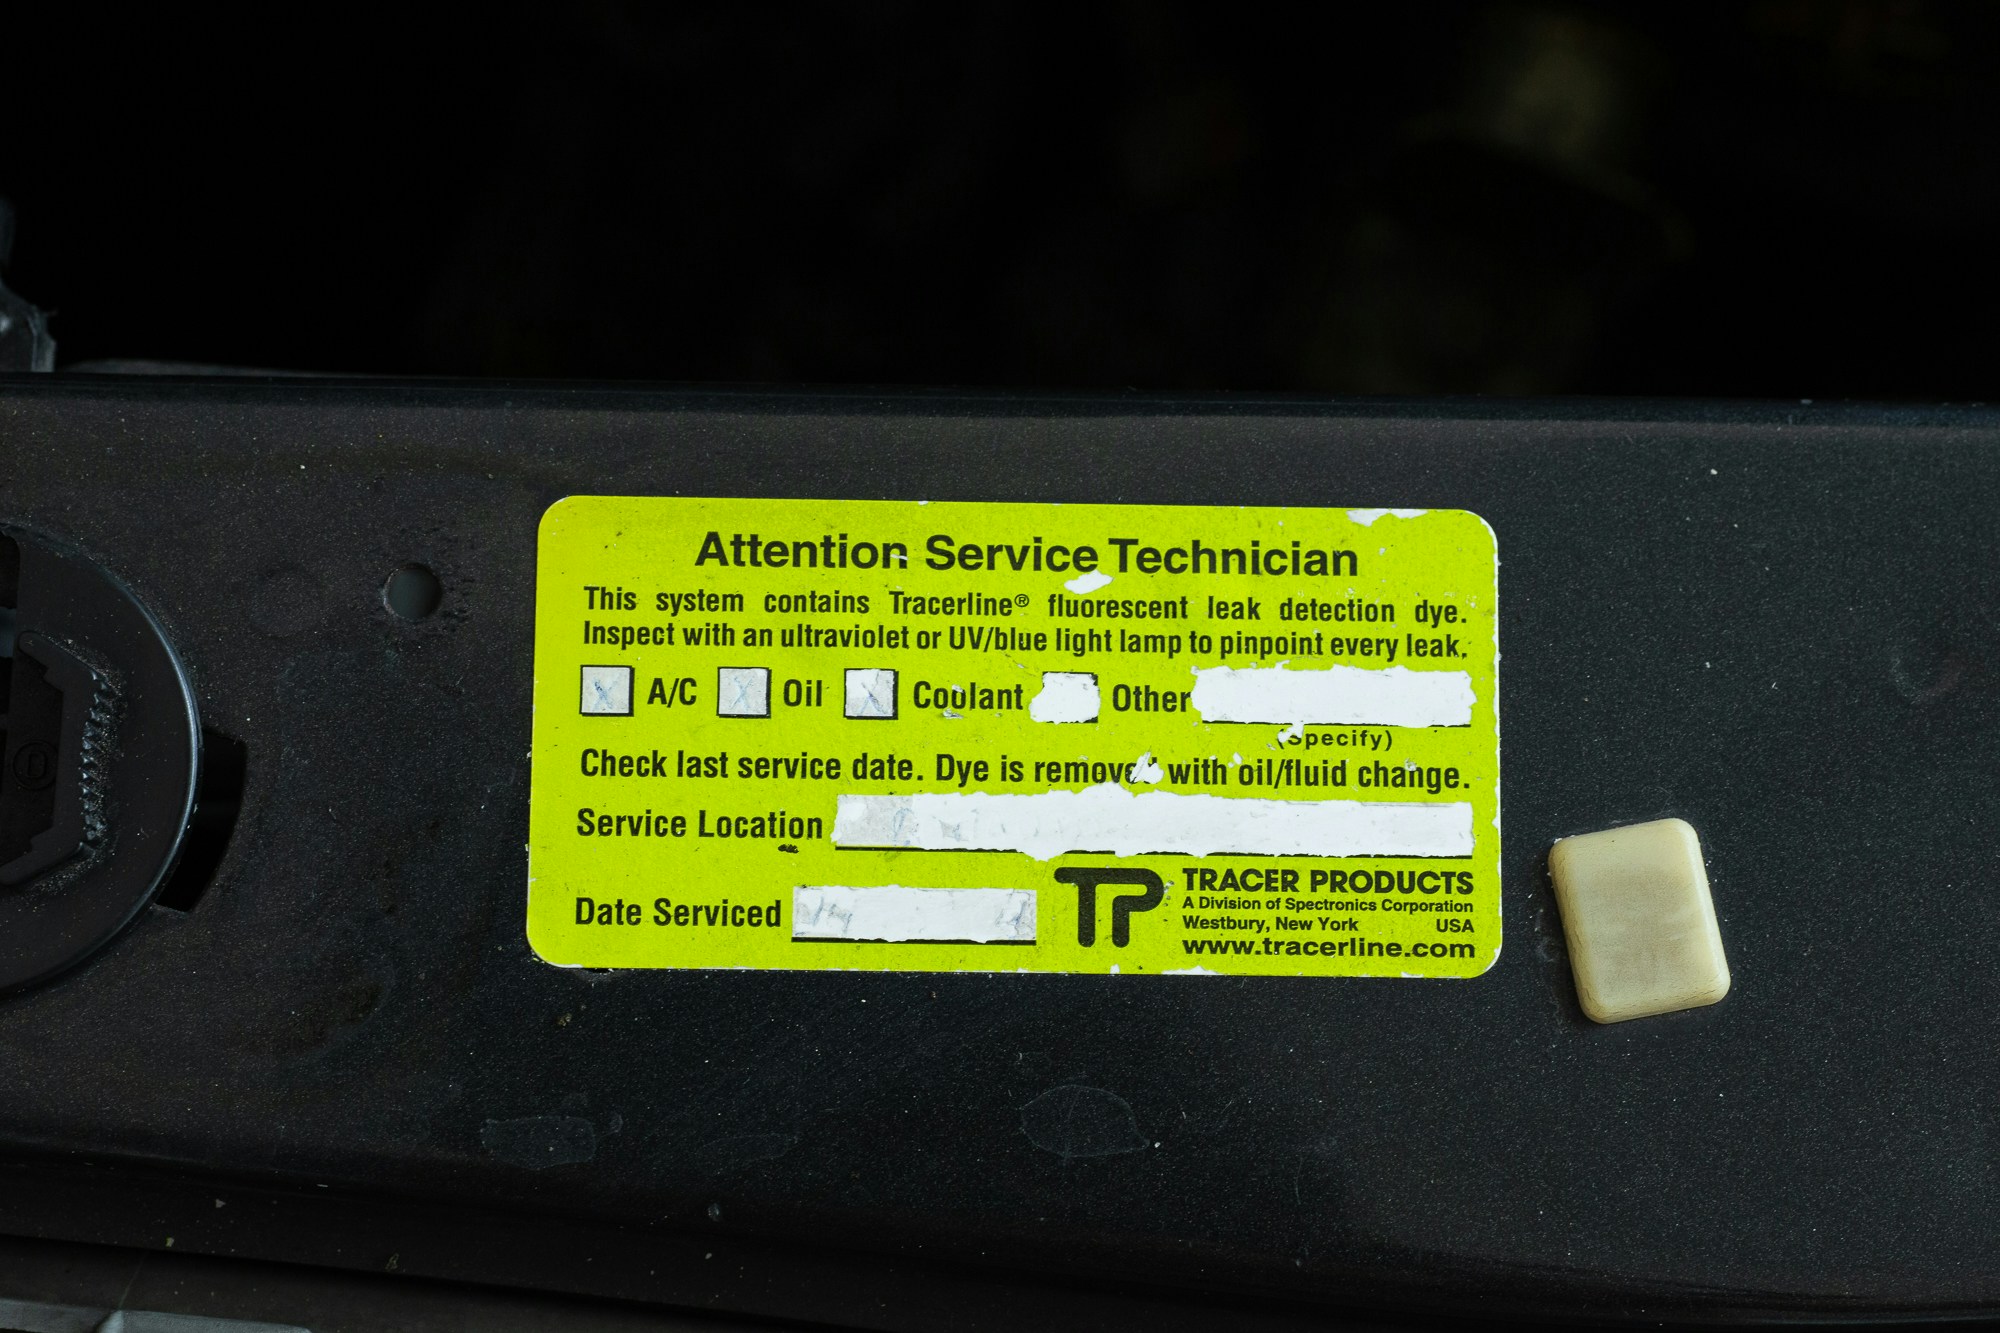 Attention Service Technician
This system contains Tracerline® fluorescent leak detection dye.
Inspect with an ultraviolet or UV/blue light lamp to pinpoint every leak.
X A/C X Oil X Coolant Other
(Specify)
Check last service date. Dye is removed with oil/fluid change.
Service Location
Date Serviced
TP
TRACER PRODUCTS
A Division of Spectronics Corporation
Westbury, New York USA
www.tracerline.com